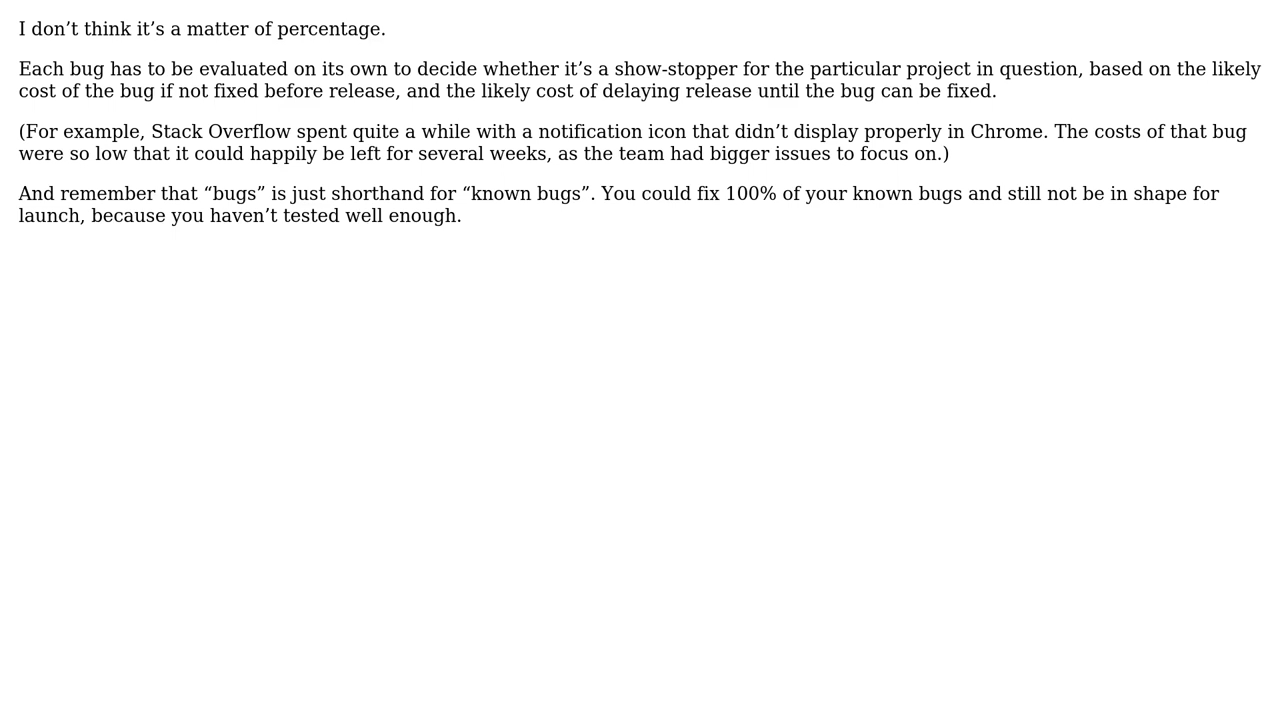 I don’t think it’s a matter of percentage.
Each bug has to be evaluated on its own to decide whether it’s a show-stopper for the particular project in question, based on the likely
cost of the bug if not fixed before release, and the likely cost of delaying release until the bug can be fixed.
(For example, Stack Overflow spent quite a while with a notification icon that didn’t display properly in Chrome. The costs of that bug
were so low that it could happily be left for several weeks, as the team had bigger issues to focus on.)
And remember that “bugs” is just shorthand for “known bugs”. You could fix 100% of your known bugs and still not be in shape for
launch, because you haven’t tested well enough.